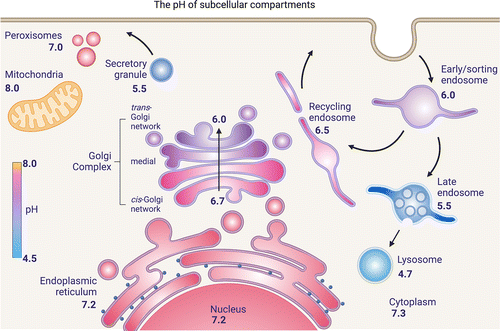 The pH of subcellular compartments
Peroxisomes
7.0
Mitochondria
8.0
Secretory
granule
5.5
trans-
Golgi
network
Golgi
Complex
medial
cis-Golgi
network
6.0
6.7
Recycling
endosome
6.5
Early/sorting
endosome
6.0
Late
endosome
5.5
Lysosome
4.7
Cytoplasm
7.3
8.0
pH
4.5
Endoplasmic
reticulum
7.2
Nucleus
7.2